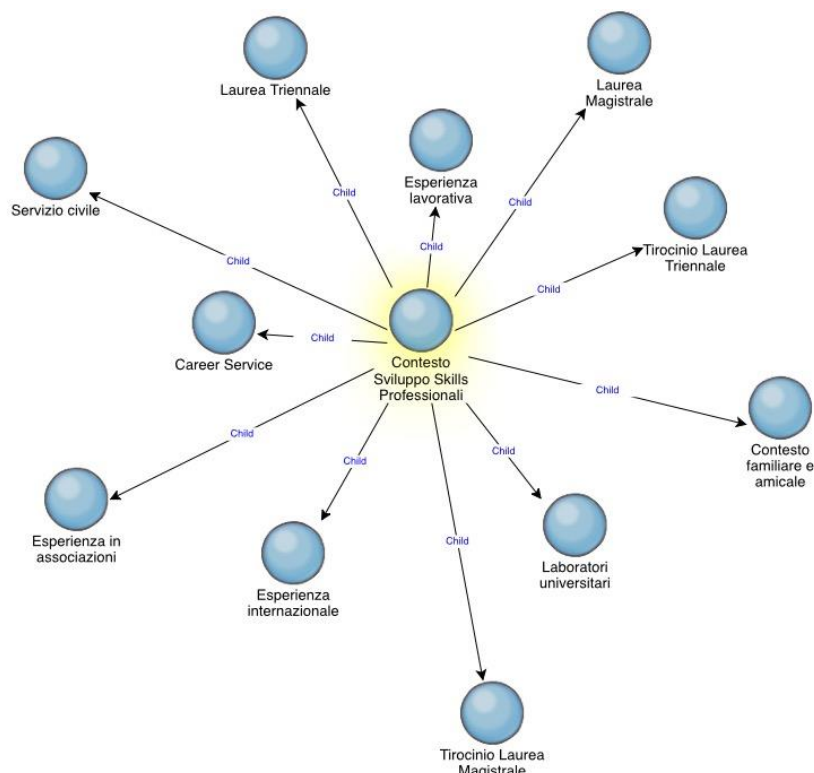 Laurea Triennale
Laurea
Magistrale
Esperienza
lavorativa
Child
Child
Servizio civile
Child
Tirocinio Laurea
Triennale
Child
Child
Child
Career Service
Child
Contesto
Sviluppo Skills
Professionali
Child
Child
Contesto
familiare e
amicale
Child
Child
Esperienza in
associazioni
Child
Laboratori
universitari
Esperienza
internazionale
Tirocinio Laurea
Magistrale